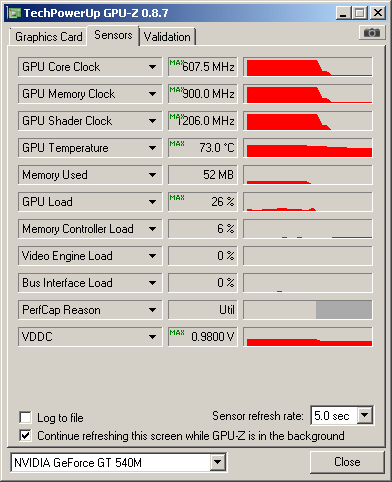 TechPowerUp GPU-Z 0.8.7
Graphics Card Sensors Validation
GPU Core Clock MAX 607.5 MHz
GPU Memory Clock MAX 900.0 MHz
GPU Shader Clock MAX 1206.0 MHz
GPU Temperature MAX 73.0 °C
Memory Used 52 MB
GPU Load MAX 26 %
Memory Controller Load 6 %
Video Engine Load 0 %
Bus Interface Load 0 %
PerfCap Reason Util
VDDC MAX 0.9800 V
Log to file Sensor refresh rate: 5.0 sec
Continue refreshing this screen while GPU-Z is in the background
NVIDIA GeForce GT 540M Close